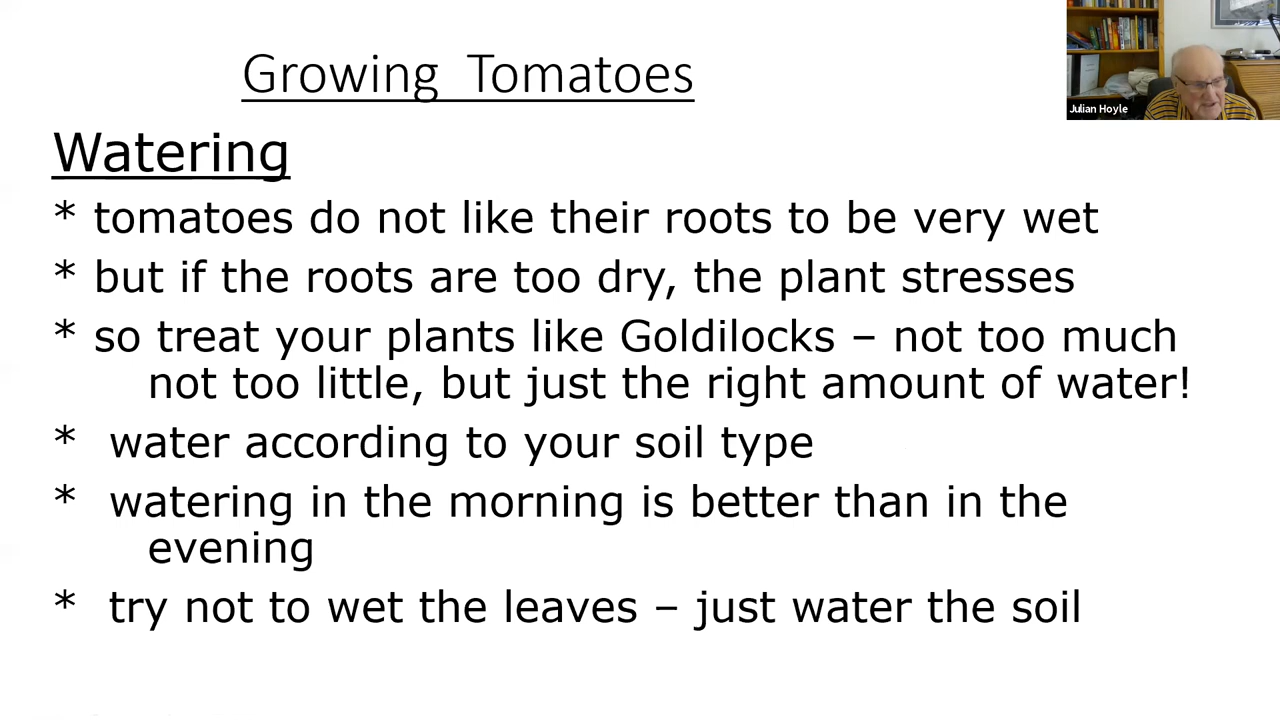 Growing Tomatoes
Julian Hoyle
Watering
* tomatoes do not like their roots to be very wet
* but if the roots are too dry, the plant stresses
* so treat your plants like Goldilocks – not too much
not too little, but just the right amount of water!
* water according to your soil type
* watering in the morning is better than in the
evening
* try not to wet the leaves – just water the soil